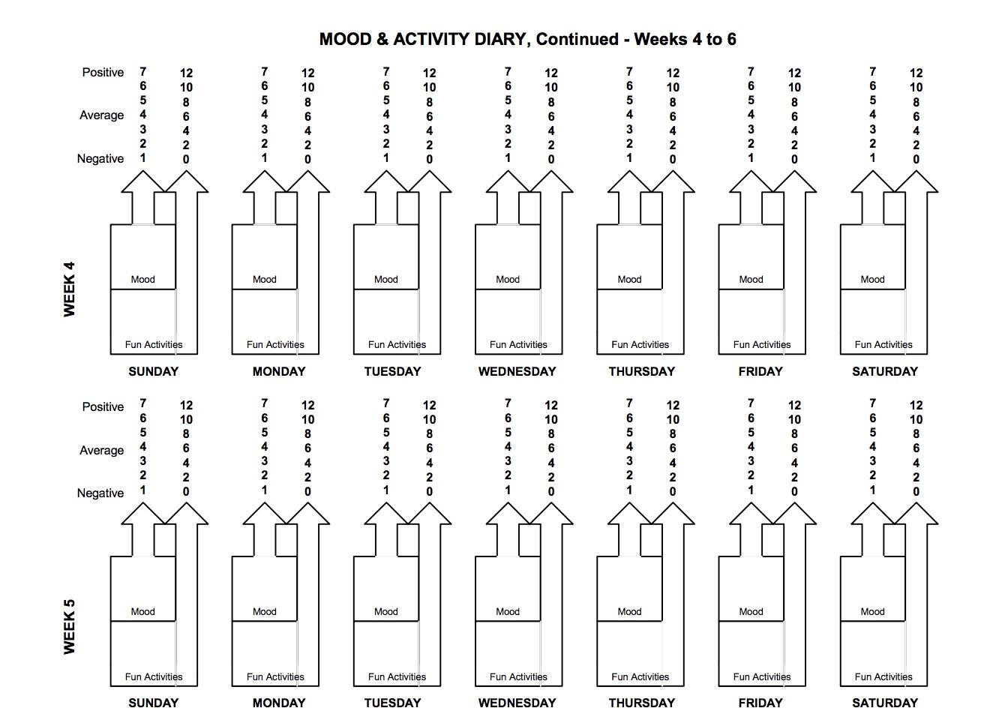 MOOD & ACTIVITY DIARY, Continued - Weeks 4 to 6
Positive 7 12 7 12 7 12 7 12 7 12 7 12 7 12
6 10 6 10 6 10 6 10 6 10 6 10 6 10
5 8 5 8 5 8 5 8 5 8 5 8 5 8
Average 4 6 4 6 4 6 4 6 4 6 4 6 4 6
3 4 3 4 3 4 3 4 3 4 3 4 3 4
2 2 2 2 2 2 2 2 2 2 2 2 2 2
Negative 1 0 1 0 1 0 1 0 1 0 1 0 1 0
WEEK 4
Mood Mood Mood Mood Mood Mood Mood
Fun Activities Fun Activities Fun Activities Fun Activities Fun Activities Fun Activities Fun Activities
SUNDAY MONDAY TUESDAY WEDNESDAY THURSDAY FRIDAY SATURDAY
Positive 7 12 7 12 7 12 7 12 7 12 7 12 7 12
6 10 6 10 6 10 6 10 6 10 6 10 6 10
5 8 5 8 5 8 5 8 5 8 5 8 5 8
Average 4 6 4 6 4 6 4 6 4 6 4 6 4 6
3 4 3 4 3 4 3 4 3 4 3 4 3 4
2 2 2 2 2 2 2 2 2 2 2 2 2 2
Negative 1 0 1 0 1 0 1 0 1 0 1 0 1 0
WEEK 5
Mood Mood Mood Mood Mood Mood Mood
Fun Activities Fun Activities Fun Activities Fun Activities Fun Activities Fun Activities Fun Activities
SUNDAY MONDAY TUESDAY WEDNESDAY THURSDAY FRIDAY SATURDAY